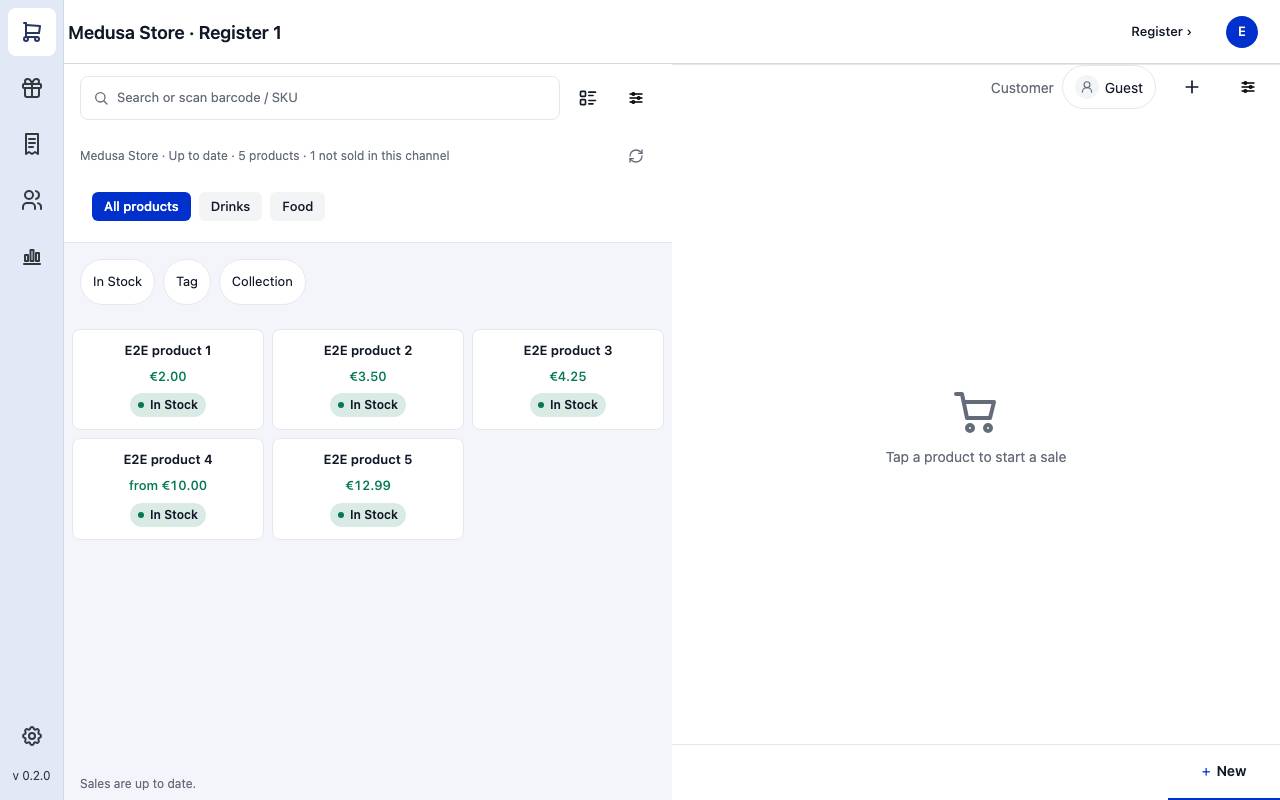 Medusa Store · Register 1
Register ›
E
Search or scan barcode / SKU
Customer
Guest
Medusa Store · Up to date · 5 products · 1 not sold in this channel
All products
Drinks
Food
In Stock
Tag
Collection
E2E product 1
€2.00
In Stock
E2E product 2
€3.50
In Stock
E2E product 3
€4.25
In Stock
E2E product 4
from €10.00
In Stock
E2E product 5
€12.99
In Stock
Tap a product to start a sale
v 0.2.0
Sales are up to date.
+ New